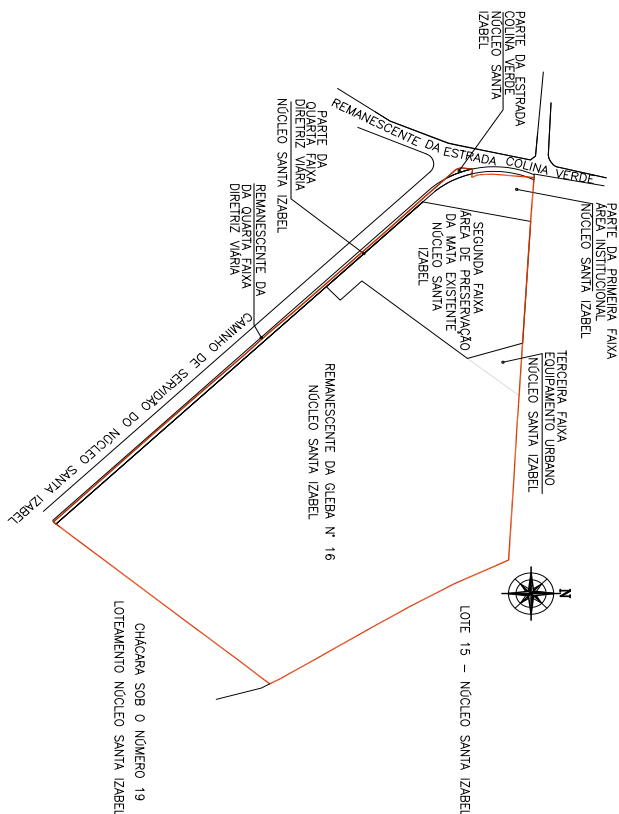 PARTE DA ESTRADA
COLINA VERDE
NÚCLEO SANTA
IZABEL
REMANESCENTE DA ESTRADA COLINA VERDE
PARTE DA PRIMEIRA FAIXA
ÁREA INSTITUCIONAL
NÚCLEO SANTA IZABEL
PARTE DA
QUARTA FAIXA
DIRETRIZ VIÁRIA
NÚCLEO SANTA IZABEL
SEGUNDA FAIXA
ÁREA DE PRESERVAÇÃO
DA MATA EXISTENTE
NÚCLEO SANTA
IZABEL
REMANESCENTE DA
DA QUARTA FAIXA
DIRETRIZ VIÁRIA
TERCEIRA FAIXA
EQUIPAMENTO URBANO
NÚCLEO SANTA IZABEL
CAMINHO DE SERVIDÃO DO NÚCLEO SANTA IZABEL
REMANESCENTE DA GLEBA Nº 16
NÚCLEO SANTA IZABEL
N
LOTE 15 - NÚCLEO SANTA IZABEL
CHÁCARA SOB O NÚMERO 19
LOTEAMENTO NÚCLEO SANTA IZABEL